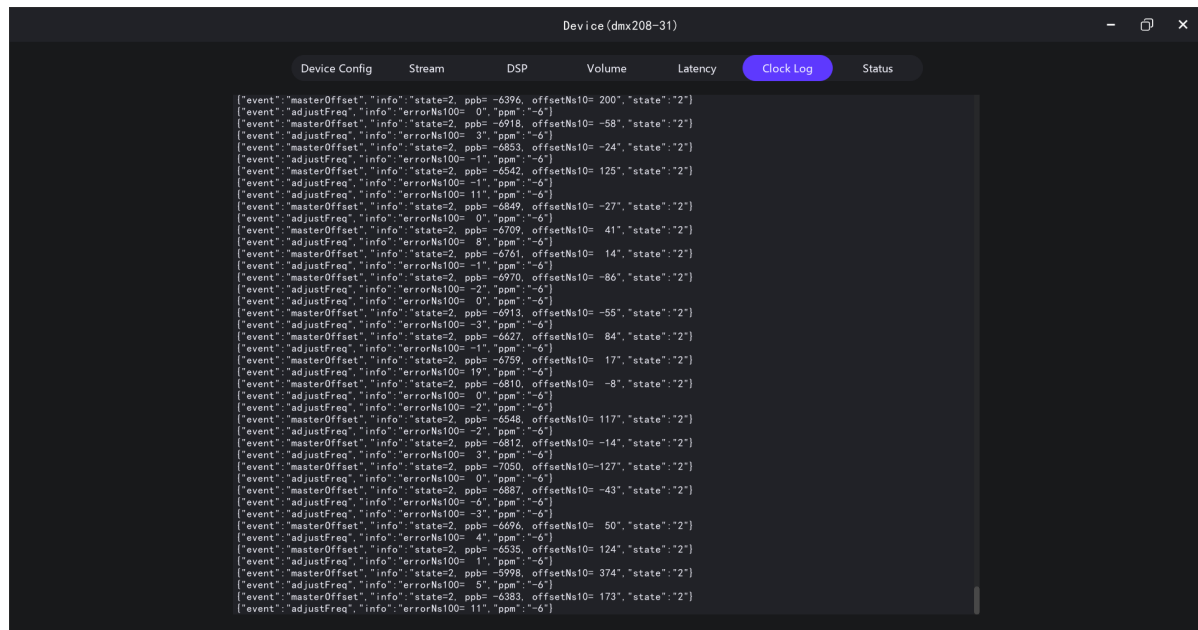 Device(dmx208-31)
Device Config Stream DSP Volume Latency Clock Log Status
{"event":"masterOffset","info":"state=2, ppb= -6396, offsetNs10= 200","state":"2"}
{"event":"adjustFreq","info":"errorNs100=  0","ppm":"-6"}
{"event":"masterOffset","info":"state=2, ppb= -6918, offsetNs10= -58","state":"2"}
{"event":"adjustFreq","info":"errorNs100=  3","ppm":"-6"}
{"event":"masterOffset","info":"state=2, ppb= -6853, offsetNs10= -24","state":"2"}
{"event":"adjustFreq","info":"errorNs100= -1","ppm":"-6"}
{"event":"masterOffset","info":"state=2, ppb= -6542, offsetNs10= 125","state":"2"}
{"event":"adjustFreq","info":"errorNs100= -1","ppm":"-6"}
{"event":"adjustFreq","info":"errorNs100= 11","ppm":"-6"}
{"event":"masterOffset","info":"state=2, ppb= -6849, offsetNs10= -27","state":"2"}
{"event":"adjustFreq","info":"errorNs100=  0","ppm":"-6"}
{"event":"masterOffset","info":"state=2, ppb= -6709, offsetNs10=  41","state":"2"}
{"event":"adjustFreq","info":"errorNs100=  8","ppm":"-6"}
{"event":"masterOffset","info":"state=2, ppb= -6761, offsetNs10=  14","state":"2"}
{"event":"adjustFreq","info":"errorNs100= -1","ppm":"-6"}
{"event":"masterOffset","info":"state=2, ppb= -6970, offsetNs10= -86","state":"2"}
{"event":"adjustFreq","info":"errorNs100= -2","ppm":"-6"}
{"event":"adjustFreq","info":"errorNs100=  0","ppm":"-6"}
{"event":"masterOffset","info":"state=2, ppb= -6913, offsetNs10= -55","state":"2"}
{"event":"adjustFreq","info":"errorNs100= -3","ppm":"-6"}
{"event":"masterOffset","info":"state=2, ppb= -6627, offsetNs10=  84","state":"2"}
{"event":"adjustFreq","info":"errorNs100= -1","ppm":"-6"}
{"event":"masterOffset","info":"state=2, ppb= -6759, offsetNs10=  17","state":"2"}
{"event":"adjustFreq","info":"errorNs100= 19","ppm":"-6"}
{"event":"masterOffset","info":"state=2, ppb= -6810, offsetNs10=  -8","state":"2"}
{"event":"adjustFreq","info":"errorNs100=  0","ppm":"-6"}
{"event":"adjustFreq","info":"errorNs100= -2","ppm":"-6"}
{"event":"masterOffset","info":"state=2, ppb= -6548, offsetNs10= 117","state":"2"}
{"event":"adjustFreq","info":"errorNs100= -2","ppm":"-6"}
{"event":"masterOffset","info":"state=2, ppb= -6812, offsetNs10= -14","state":"2"}
{"event":"adjustFreq","info":"errorNs100=  3","ppm":"-6"}
{"event":"masterOffset","info":"state=2, ppb= -7050, offsetNs10=-127","state":"2"}
{"event":"adjustFreq","info":"errorNs100=  0","ppm":"-6"}
{"event":"masterOffset","info":"state=2, ppb= -6887, offsetNs10= -43","state":"2"}
{"event":"adjustFreq","info":"errorNs100= -6","ppm":"-6"}
{"event":"adjustFreq","info":"errorNs100= -3","ppm":"-6"}
{"event":"masterOffset","info":"state=2, ppb= -6696, offsetNs10=  50","state":"2"}
{"event":"adjustFreq","info":"errorNs100=  4","ppm":"-6"}
{"event":"masterOffset","info":"state=2, ppb= -6535, offsetNs10= 124","state":"2"}
{"event":"adjustFreq","info":"errorNs100=  1","ppm":"-6"}
{"event":"masterOffset","info":"state=2, ppb= -5998, offsetNs10= 374","state":"2"}
{"event":"adjustFreq","info":"errorNs100=  5","ppm":"-6"}
{"event":"masterOffset","info":"state=2, ppb= -6383, offsetNs10= 173","state":"2"}
{"event":"adjustFreq","info":"errorNs100= 11","ppm":"-6"}